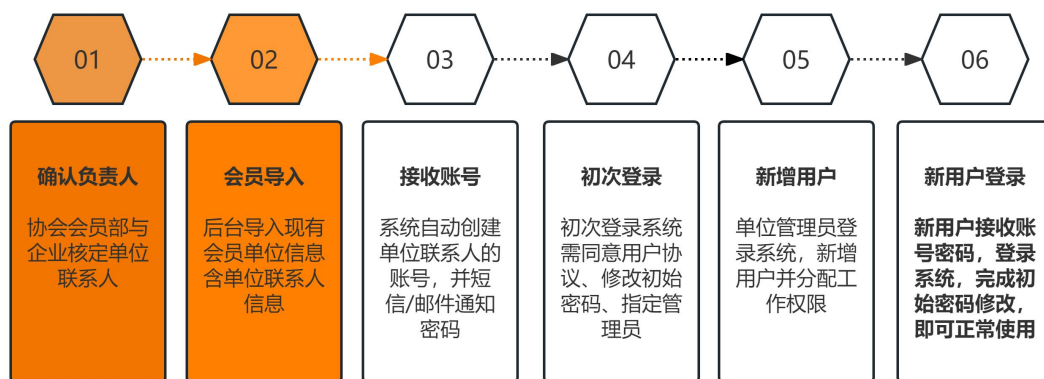 01
02
03
04
05
06
确认负责人
协会会员部与
企业核定单位
联系人
会员导入
后台导入现有
会员单位信息
含单位联系人
信息
接收账号
系统自动创建
单位联系人的
账号，并短
信/邮件通知
密码
初次登录
初次登录系统
需同意用户协
议、修改初始
密码、指定管
理员
新增用户
单位管理员登
录系统，新增
用户并分配工
作权限
新用户登录
新用户接收账
号密码，登录
系统，完成初
始密码修改，
即可正常使用